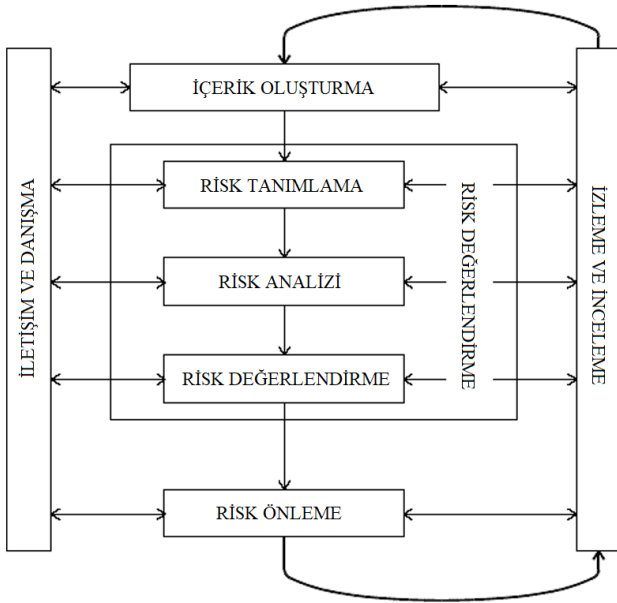 İÇERİK OLUŞTURMA
İLETİŞİM VE DANIŞMA
RİSK TANIMLAMA
RİSK ANALİZİ
RİSK DEĞERLENDİRME
RİSK DEĞERLENDİRME
İZLEME VE İNCELEME
RİSK ÖNLEME